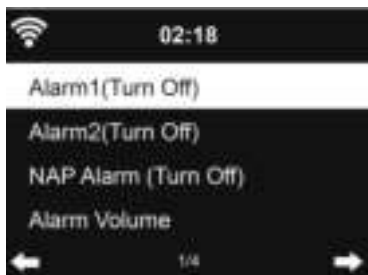 02:18
Alarm1(Turn Off)
Alarm2(Turn Off)
NAP Alarm (Turn Off)
Alarm Volume
1/4